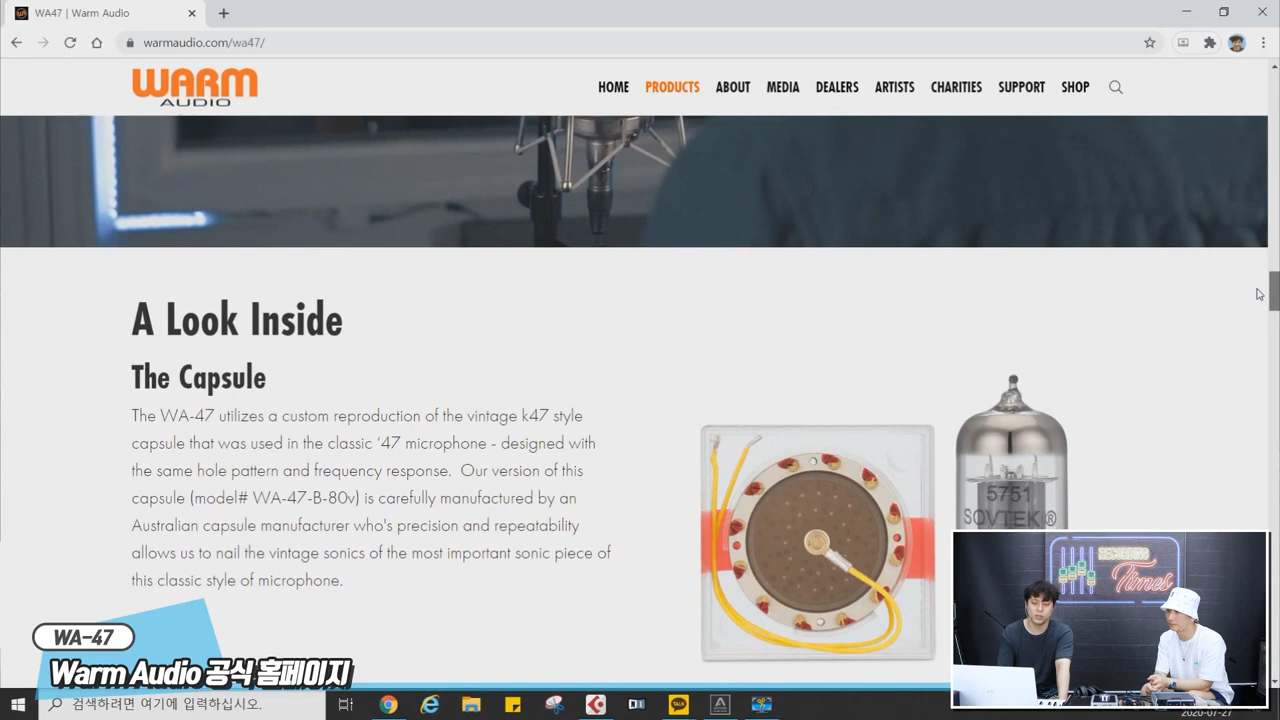 WA47 | Warm Audio
warmaudio.com/wa47/
WARM
AUDIO
HOME PRODUCTS ABOUT MEDIA DEALERS ARTISTS CHARITIES SUPPORT SHOP
A Look Inside
The Capsule
The WA-47 utilizes a custom reproduction of the vintage k47 style
capsule that was used in the classic ‘47 microphone - designed with
the same hole pattern and frequency response. Our version of this
capsule (model# WA-47-B-80v) is carefully manufactured by an
Australian capsule manufacturer who's precision and repeatability
allows us to nail the vintage sonics of the most important sonic piece of
this classic style of microphone.
5751
SOVTEK®
RECORDING
Times
WA-47
Warm Audio 공식 홈페이지
검색하려면 여기에 입력하십시오.
TALK
2020-07-27